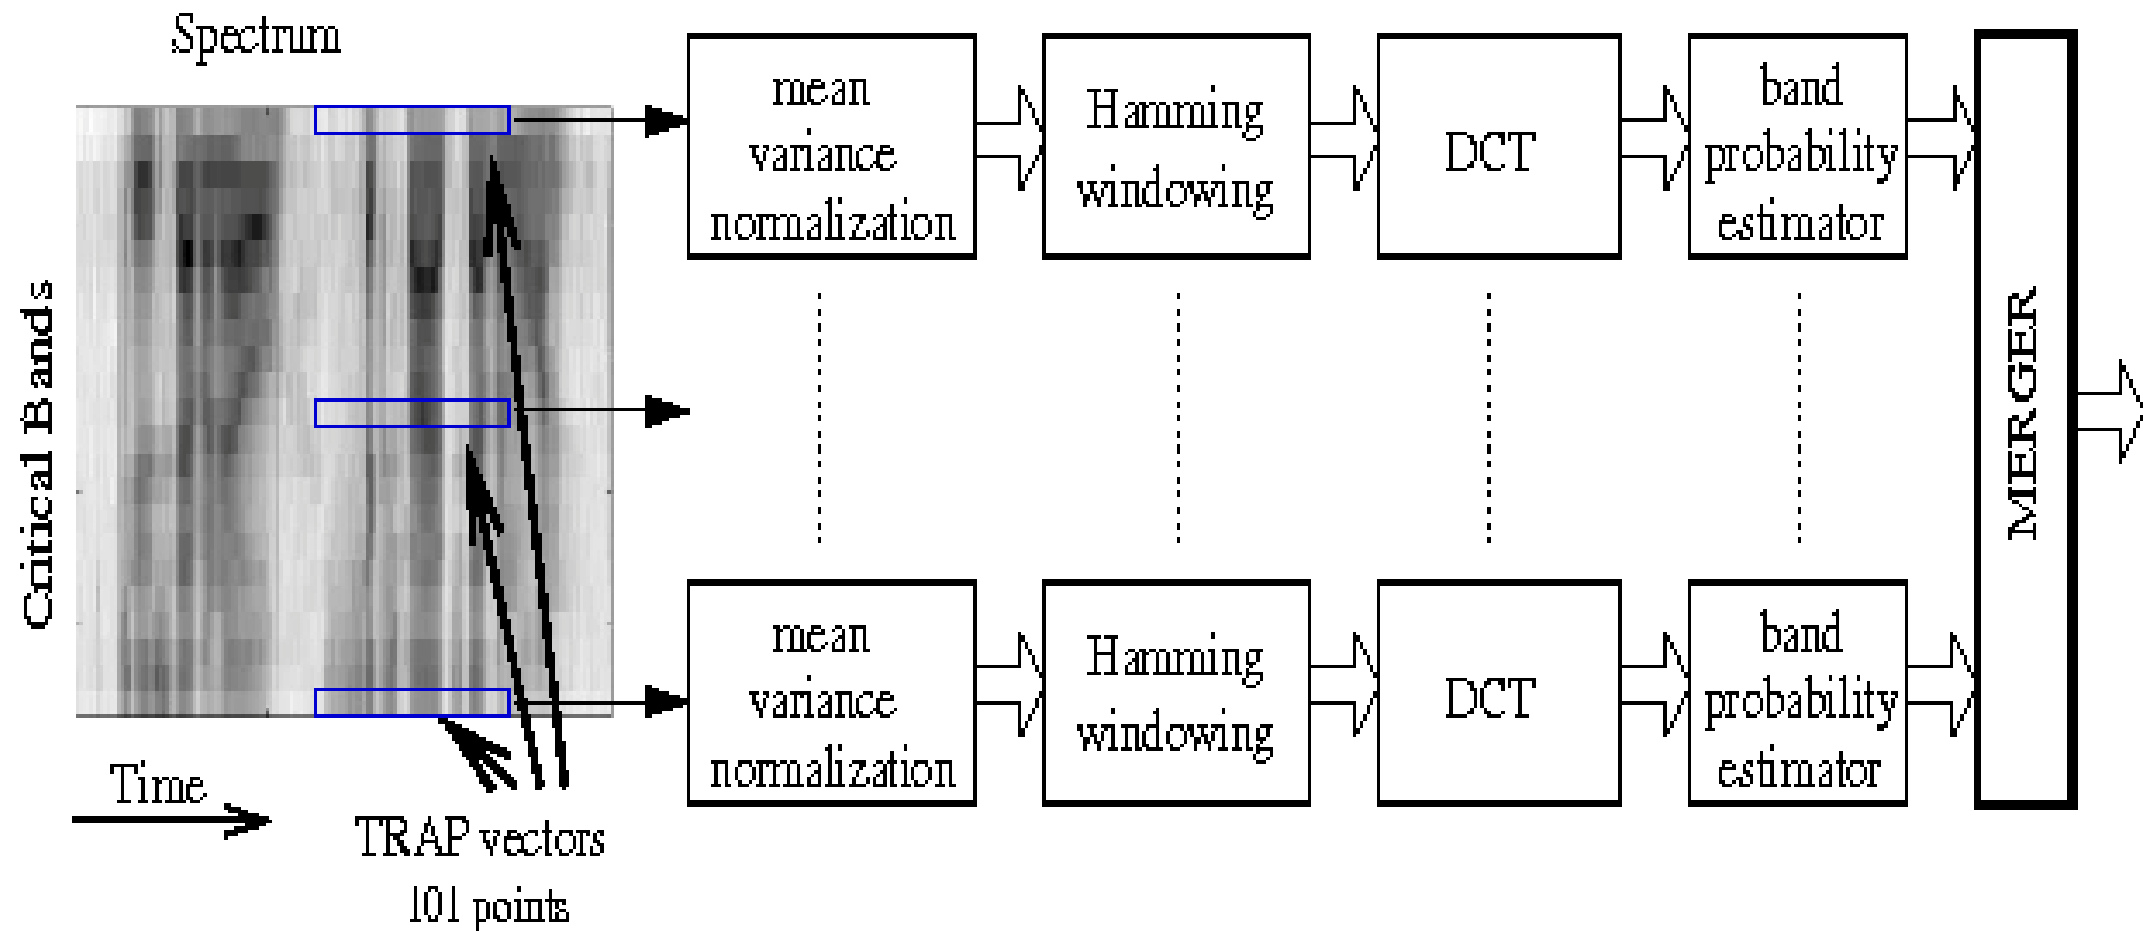 Spectrum
Critical Bands
Time
TRAP vectors
101 points
mean
variance
normalization
Hamming
windowing
DCT
band
probability
estimator
mean
variance
normalization
Hamming
windowing
DCT
band
probability
estimator
MERGER